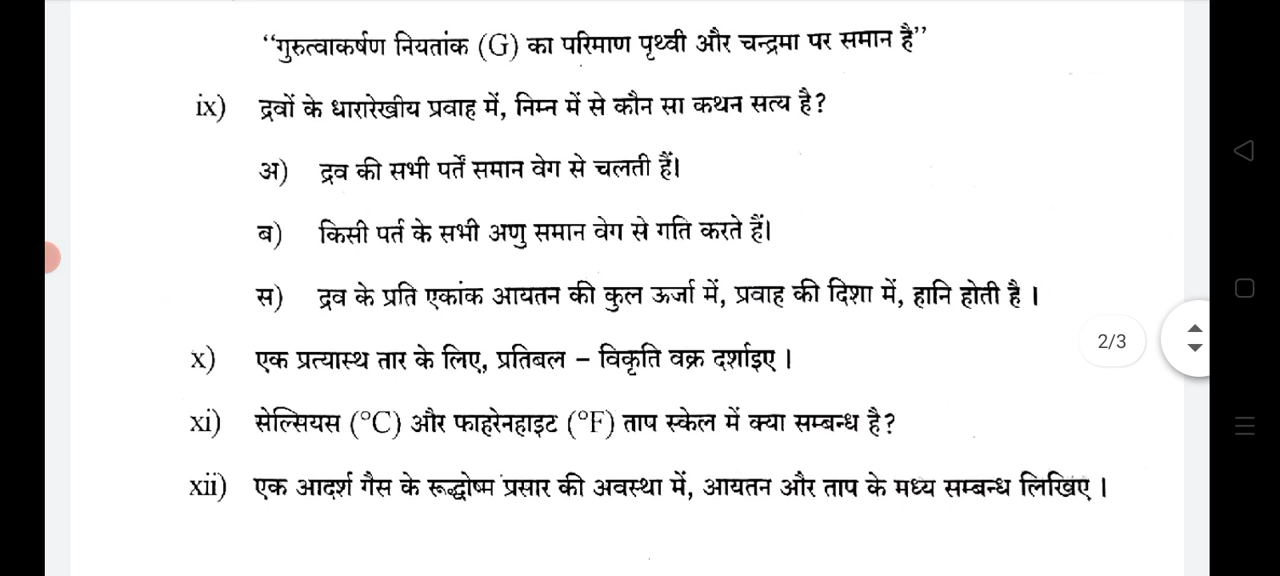 “गुरुत्वाकर्षण नियतांक (G) का परिमाण पृथ्वी और चन्द्रमा पर समान है”
ix) द्रवों के धारारेखीय प्रवाह में, निम्न में से कौन सा कथन सत्य है?
अ) द्रव की सभी पर्तें समान वेग से चलती हैं।
ब) किसी पर्त के सभी अणु समान वेग से गति करते हैं।
स) द्रव के प्रति एकांक आयतन की कुल ऊर्जा में, प्रवाह की दिशा में, हानि होती है ।
2/3
x) एक प्रत्यास्थ तार के लिए, प्रतिबल – विकृति वक्र दर्शाइए ।
xi) सेल्सियस (°C) और फाहरेनहाइट (°F) ताप स्केल में क्या सम्बन्ध है?
xii) एक आदर्श गैस के रूद्धोष्म प्रसार की अवस्था में, आयतन और ताप के मध्य सम्बन्ध लिखिए ।